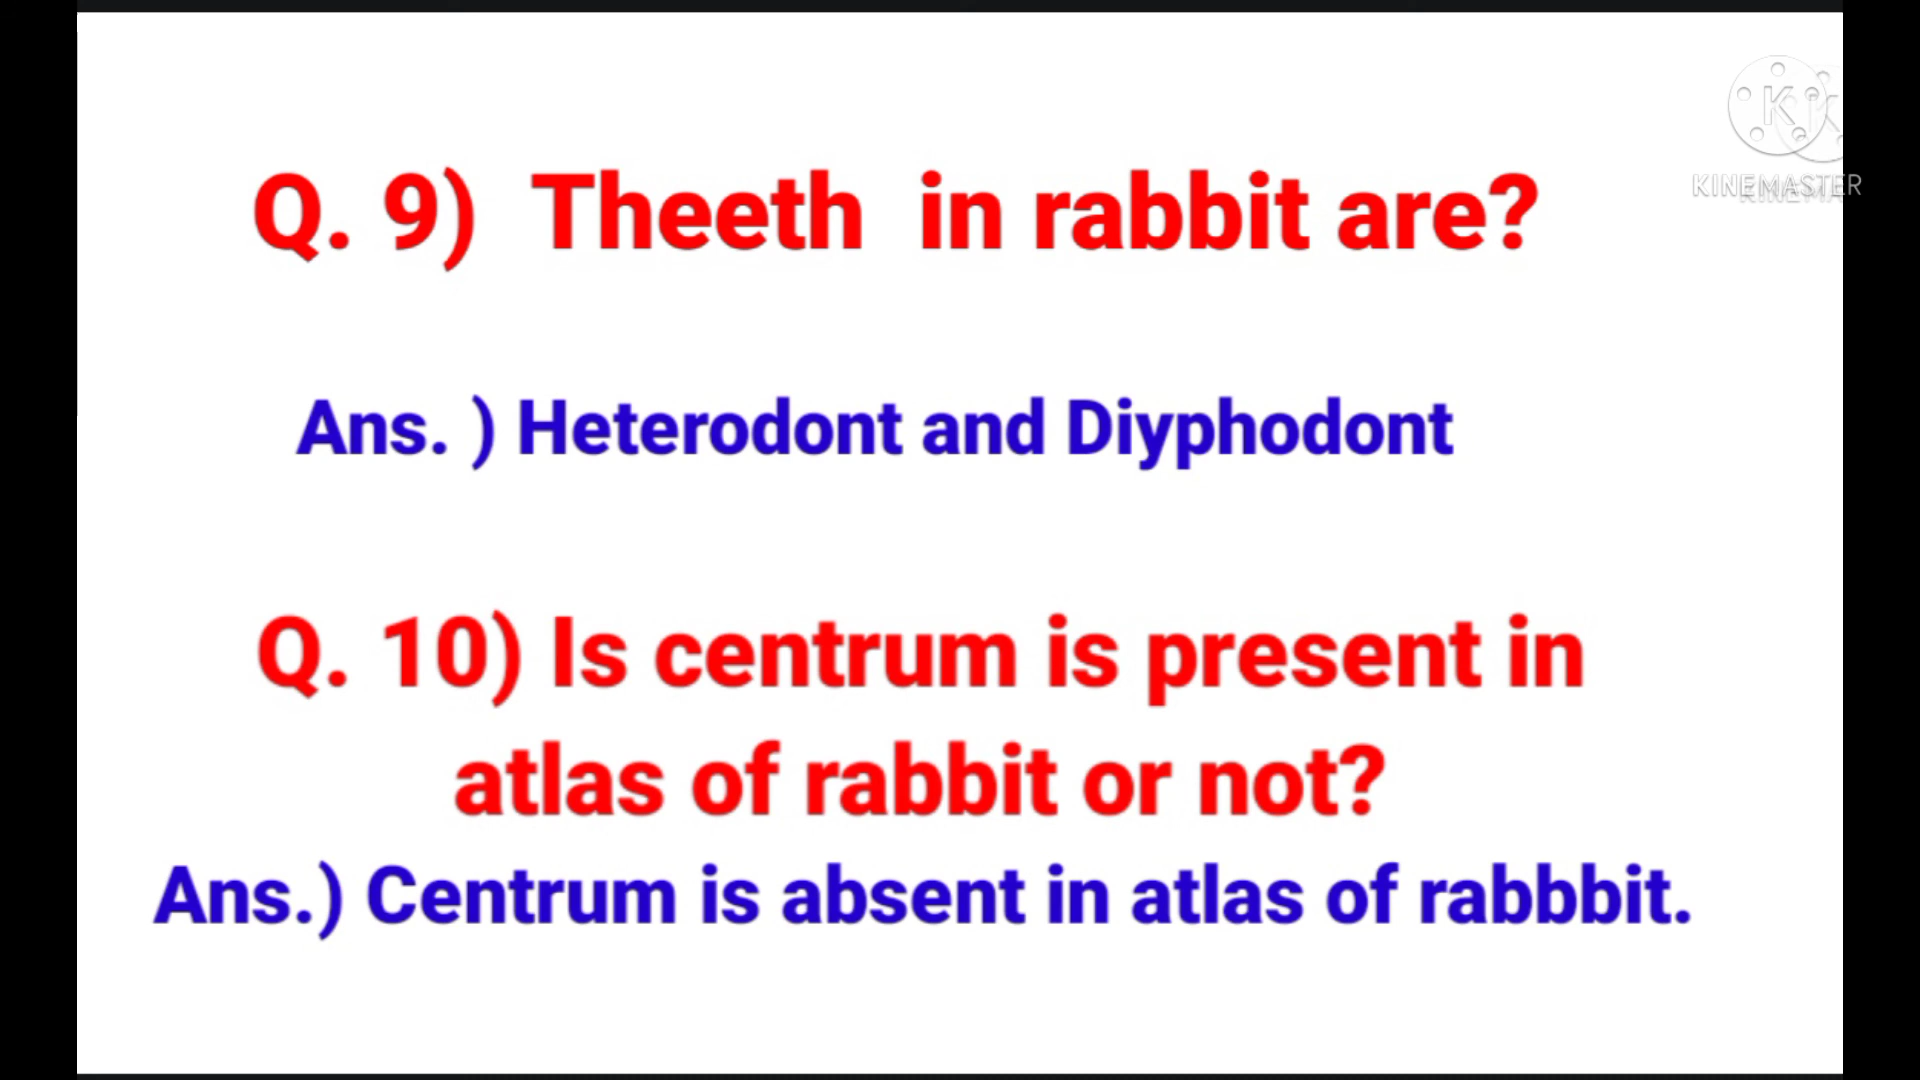 KINEMASTER
Q. 9) Theeth in rabbit are?
Ans. ) Heterodont and Diyphodont
Q. 10) Is centrum is present in
atlas of rabbit or not?
Ans.) Centrum is absent in atlas of rabbbit.